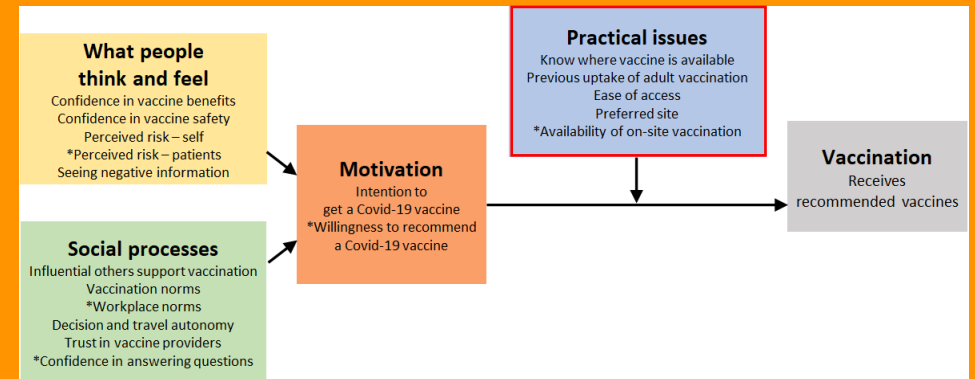 What people
think and feel
Confidence in vaccine benefits
Confidence in vaccine safety
Perceived risk – self
*Perceived risk – patients
Seeing negative information
Social processes
Influential others support vaccination
Vaccination norms
*Workplace norms
Decision and travel autonomy
Trust in vaccine providers
*Confidence in answering questions
Motivation
Intention to
get a Covid-19 vaccine
*Willingness to recommend
a Covid-19 vaccine
Practical issues
Know where vaccine is available
Previous uptake of adult vaccination
Ease of access
Preferred site
*Availability of on-site vaccination
Vaccination
Receives
recommended vaccines